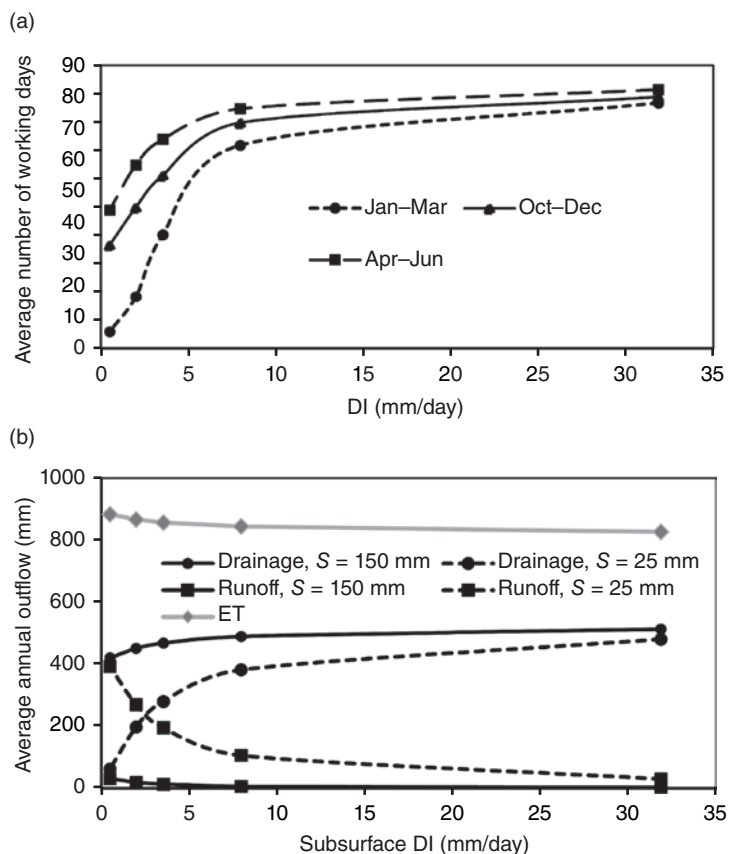 (a)
Average number of working days
90
80
70
60
50
40
30
20
10
0
Jan–Mar
Oct–Dec
Apr–Jun
0 5 10 15 20 25 30 35
DI (mm/day)
(b)
Average annual outflow (mm)
1000
800
600
400
200
0
Drainage, S = 150 mm
Drainage, S = 25 mm
Runoff, S = 150 mm
Runoff, S = 25 mm
ET
0 5 10 15 20 25 30 35
Subsurface DI (mm/day)